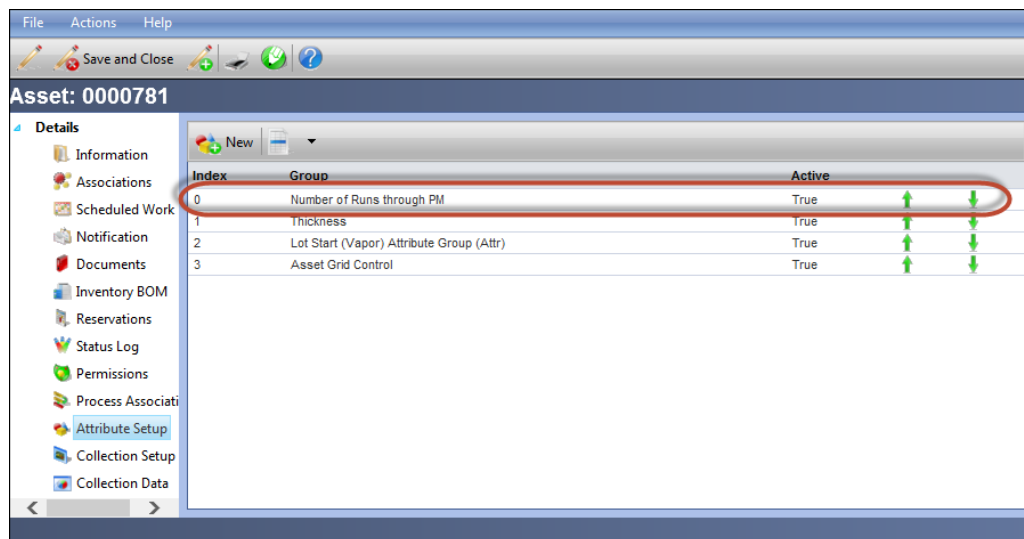 File Actions Help
Save and Close
Asset: 0000781
Details
Information
Associations
Scheduled Work
Notification
Documents
Inventory BOM
Reservations
Status Log
Permissions
Process Associati
Attribute Setup
Collection Setup
Collection Data
New
Index Group Active
0 Number of Runs through PM True
1 Thickness True
2 Lot Start (Vapor) Attribute Group (Attr) True
3 Asset Grid Control True